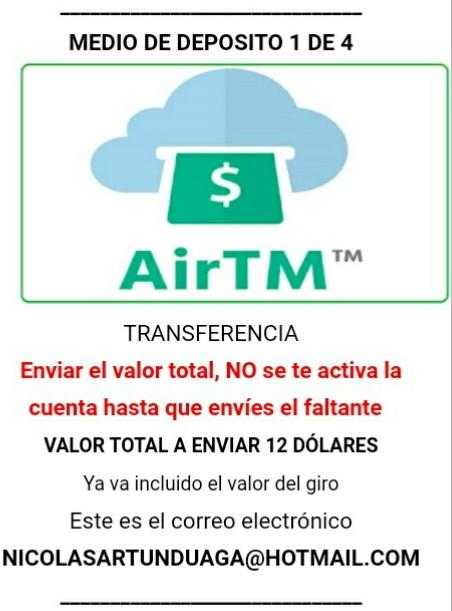 MEDIO DE DEPOSITO 1 DE 4
$
AirTM™
TRANSFERENCIA
Enviar el valor total, NO se te activa la
cuenta hasta que envíes el faltante
VALOR TOTAL A ENVIAR 12 DÓLARES
Ya va incluido el valor del giro
Este es el correo electrónico
NICOLASARTUNDUAGA@HOTMAIL.COM